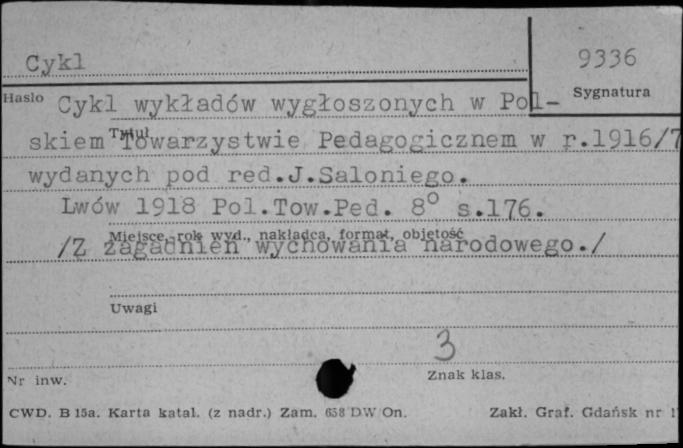 Cykl
9336
Hasło
Sygnatura
Cykl wykładów wygłoszonych w Pol-
Tytuł
skiem Towarzystwie Pedagogicznem w r.1916/7
wydanych pod red.J.Saloniego.
Lwów 1918 Pol.Tow.Ped. 8° s.176.
Miejsce, rok wyd., nakładca, format, objętość
/Z zagadnień wychowania narodowego./
Uwagi
3
Nr inw.
Znak klas.
CWD. B 15a. Karta katal. (z nadr.) Zam. 658 DW On.
Zakł. Graf. Gdańsk nr